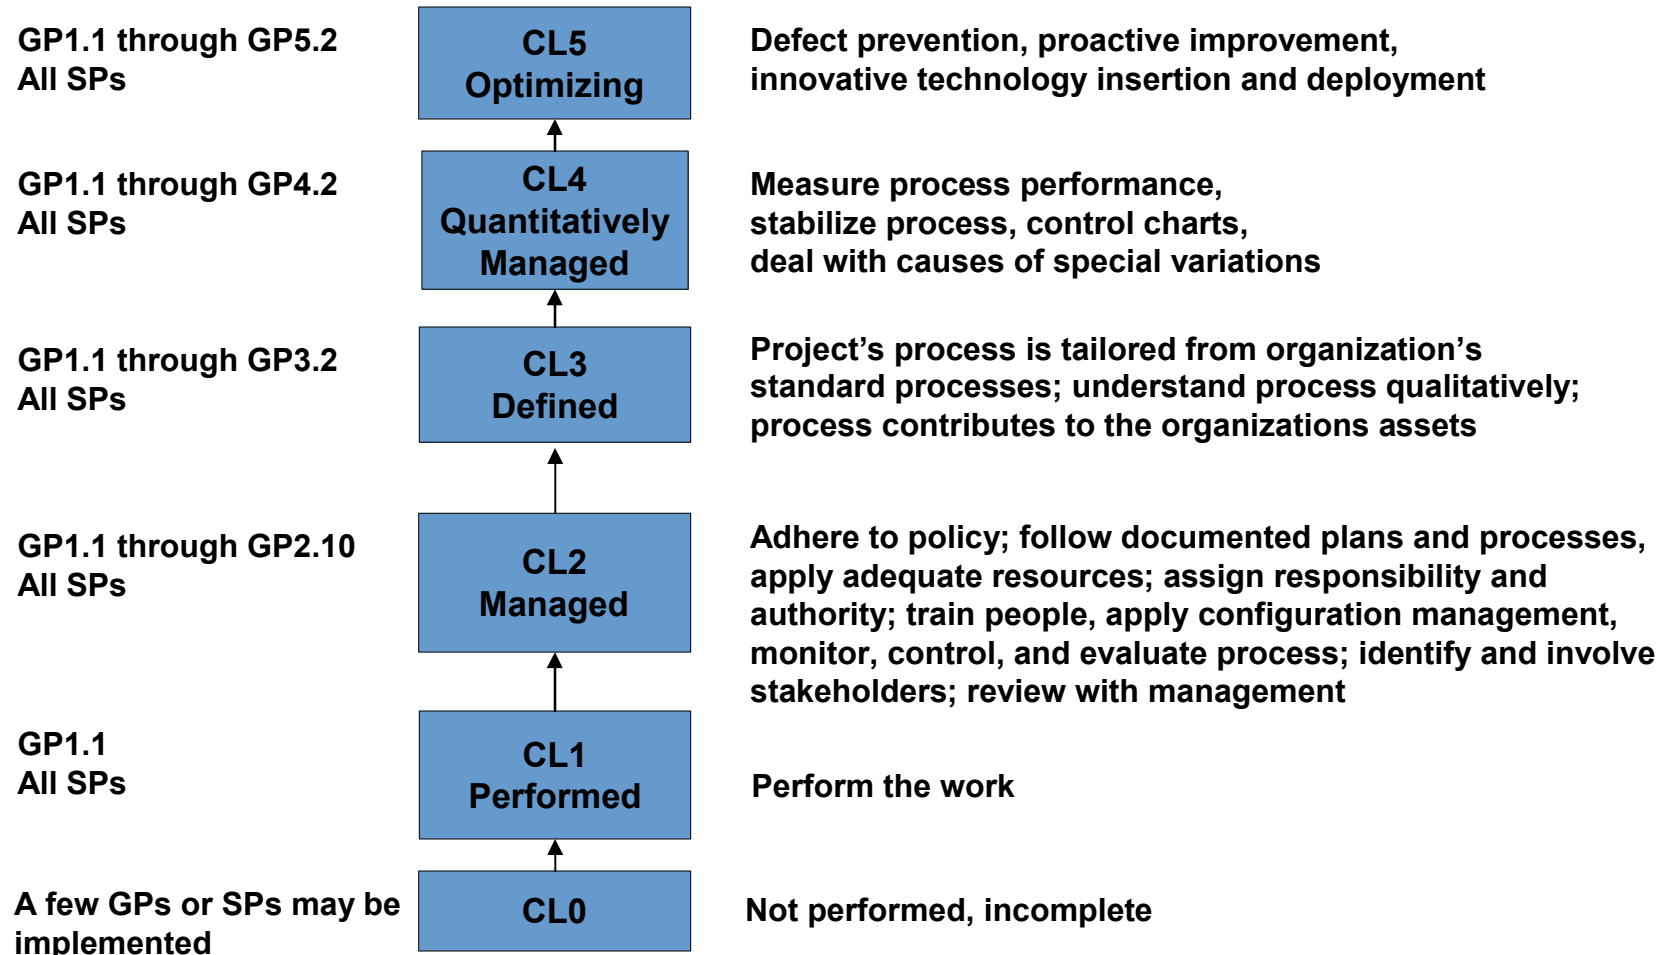 GP1.1 through GP5.2
All SPs
CL5
Optimizing
Defect prevention, proactive improvement,
innovative technology insertion and deployment
GP1.1 through GP4.2
All SPs
CL4
Quantitatively
Managed
Measure process performance,
stabilize process, control charts,
deal with causes of special variations
GP1.1 through GP3.2
All SPs
CL3
Defined
Project’s process is tailored from organization’s
standard processes; understand process qualitatively;
process contributes to the organizations assets
GP1.1 through GP2.10
All SPs
CL2
Managed
Adhere to policy; follow documented plans and processes,
apply adequate resources; assign responsibility and
authority; train people, apply configuration management,
monitor, control, and evaluate process; identify and involve
stakeholders; review with management
GP1.1
All SPs
CL1
Performed
Perform the work
A few GPs or SPs may be
implemented
CL0
Not performed, incomplete